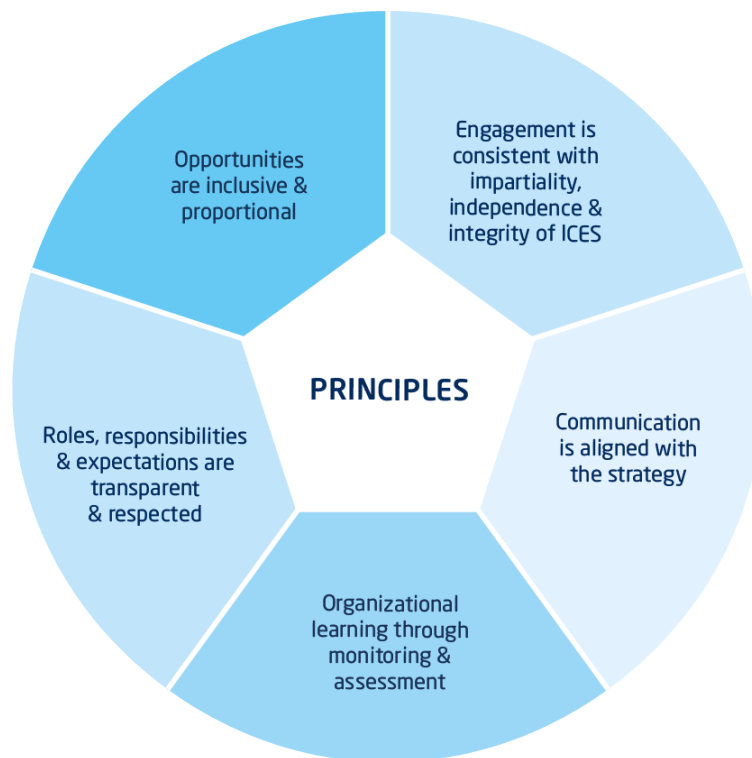 Opportunities
are inclusive &
proportional
Engagement is
consistent with
impartiality,
independence &
integrity of ICES
PRINCIPLES
Roles, responsibilities
& expectations are
transparent
& respected
Communication
is aligned with
the strategy
Organizational
learning through
monitoring &
assessment